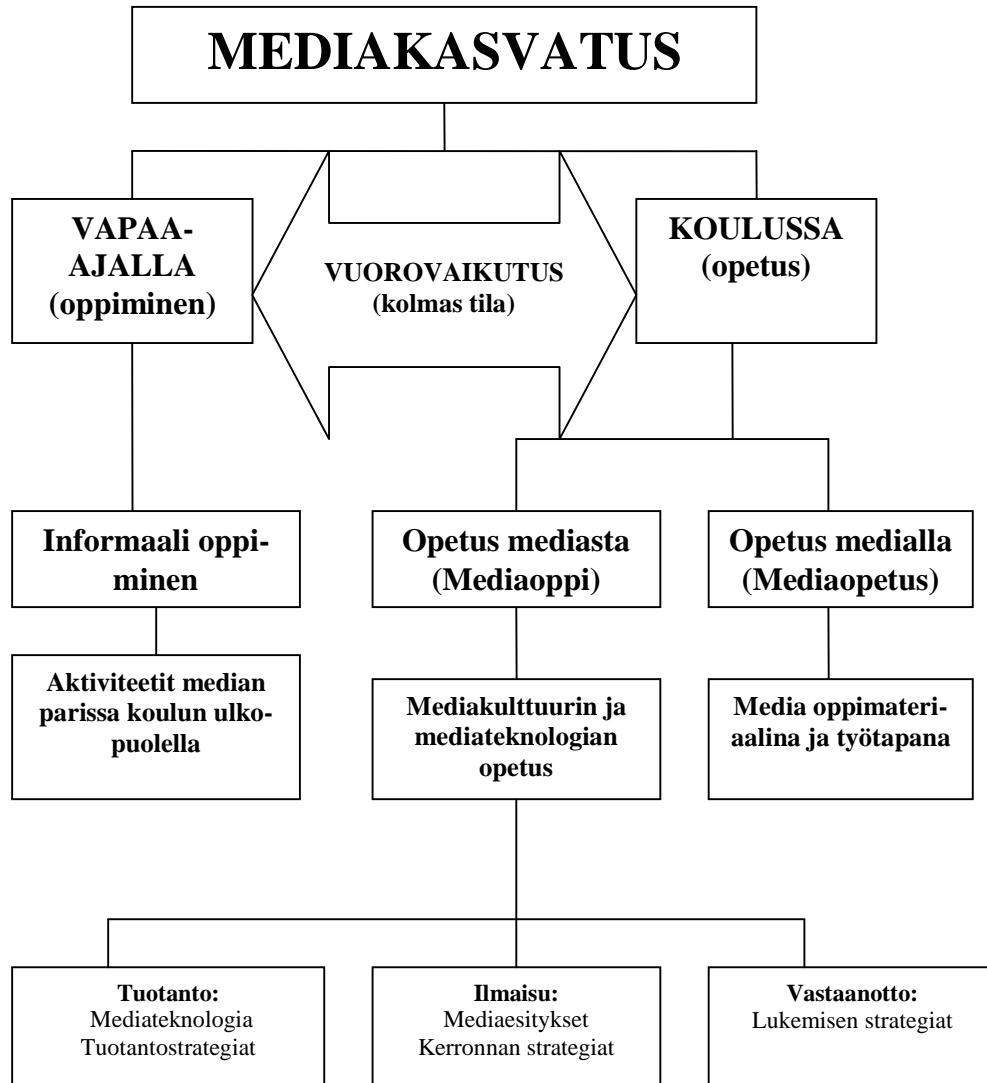 MEDIAKASVATUS
VAPAA-
AJALLA
(oppiminen)
VUOROVAIKUTUS
(kolmas tila)
KOULUSSA
(opetus)
Informaali oppi-
minen
Opetus mediasta
(Mediaoppi)
Opetus medialla
(Mediaopetus)
Aktiviteetit median
parissa koulun ulko-
puolella
Mediakulttuurin ja
mediateknologian
opetus
Media oppimateri-
aalina ja työtapana
Tuotanto:
Mediateknologia
Tuotantostrategiat
Ilmaisu:
Mediaesitykset
Kerronnan strategiat
Vastaanotto:
Lukemisen strategiat